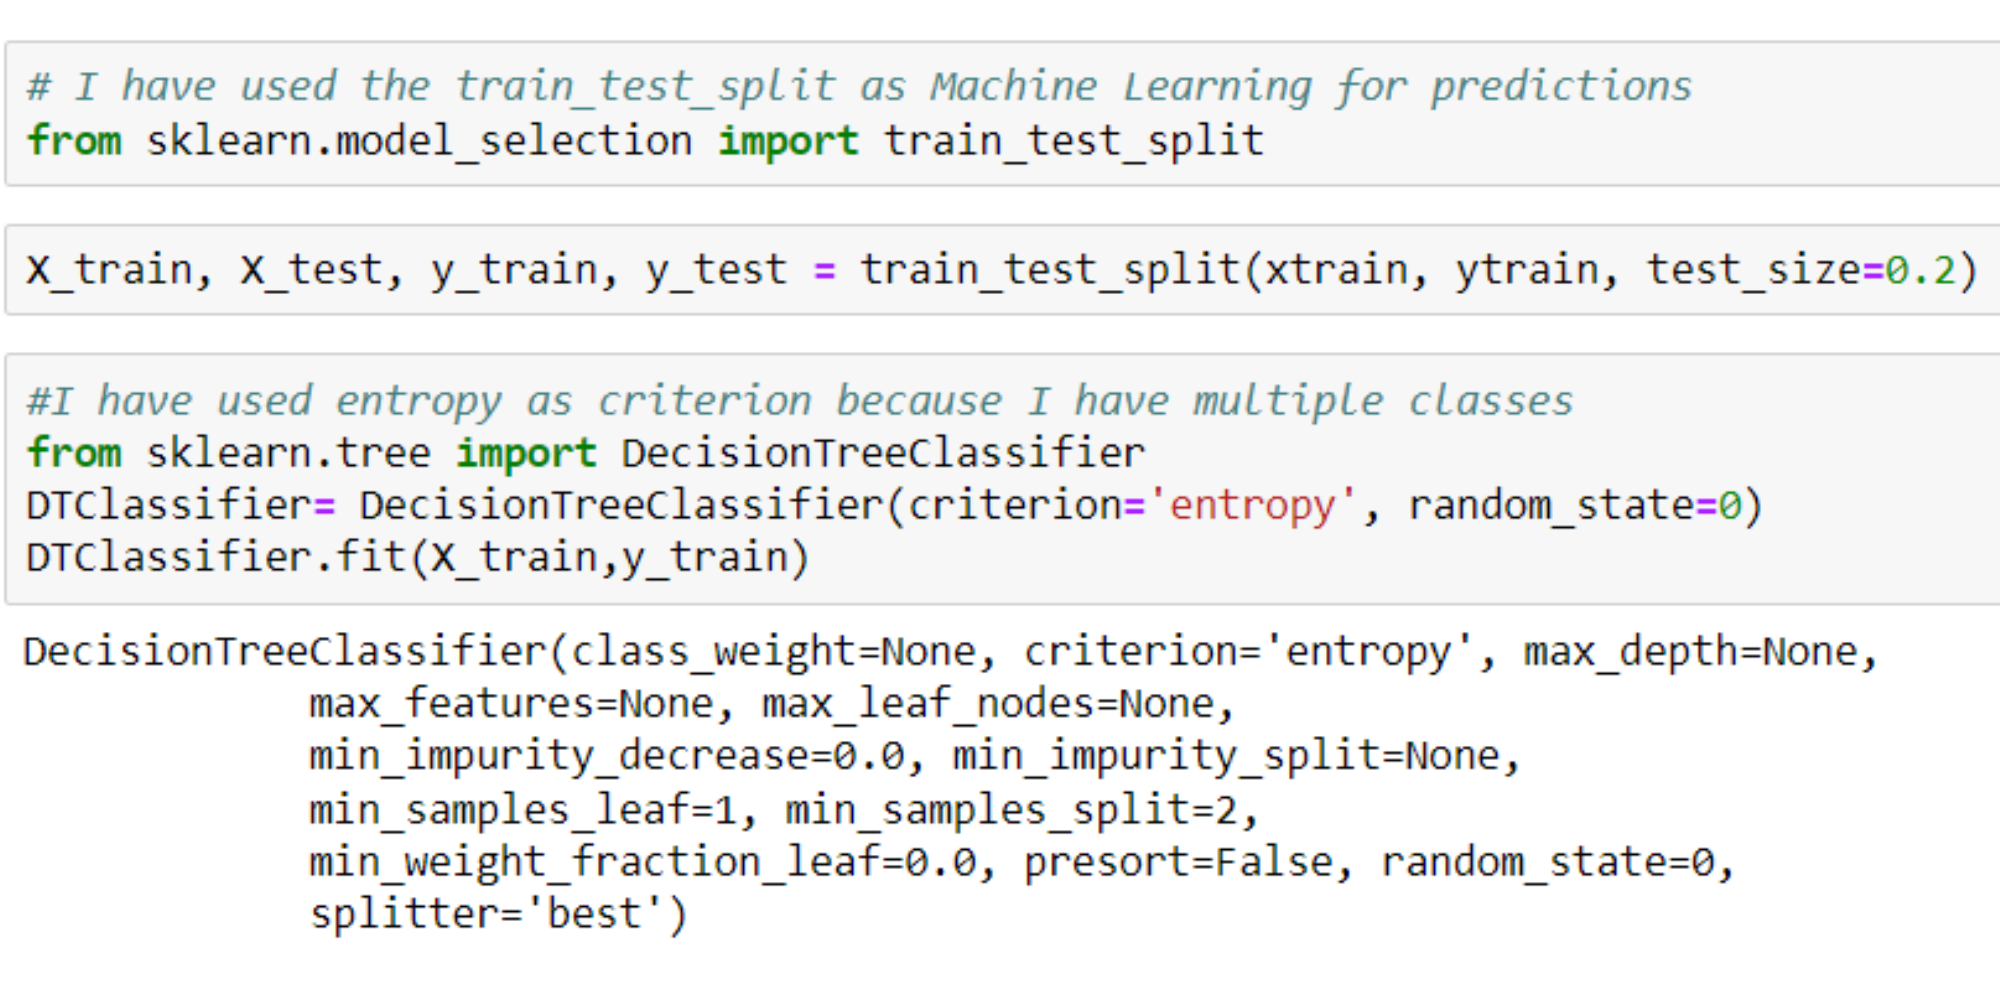 # I have used the train_test_split as Machine Learning for predictions
from sklearn.model_selection import train_test_split
X_train, X_test, y_train, y_test = train_test_split(xtrain, ytrain, test_size=0.2)
#I have used entropy as criterion because I have multiple classes
from sklearn.tree import DecisionTreeClassifier
DTClassifier= DecisionTreeClassifier(criterion='entropy', random_state=0)
DTClassifier.fit(X_train,y_train)
DecisionTreeClassifier(class_weight=None, criterion='entropy', max_depth=None,
max_features=None, max_leaf_nodes=None,
min_impurity_decrease=0.0, min_impurity_split=None,
min_samples_leaf=1, min_samples_split=2,
min_weight_fraction_leaf=0.0, presort=False, random_state=0,
splitter='best')